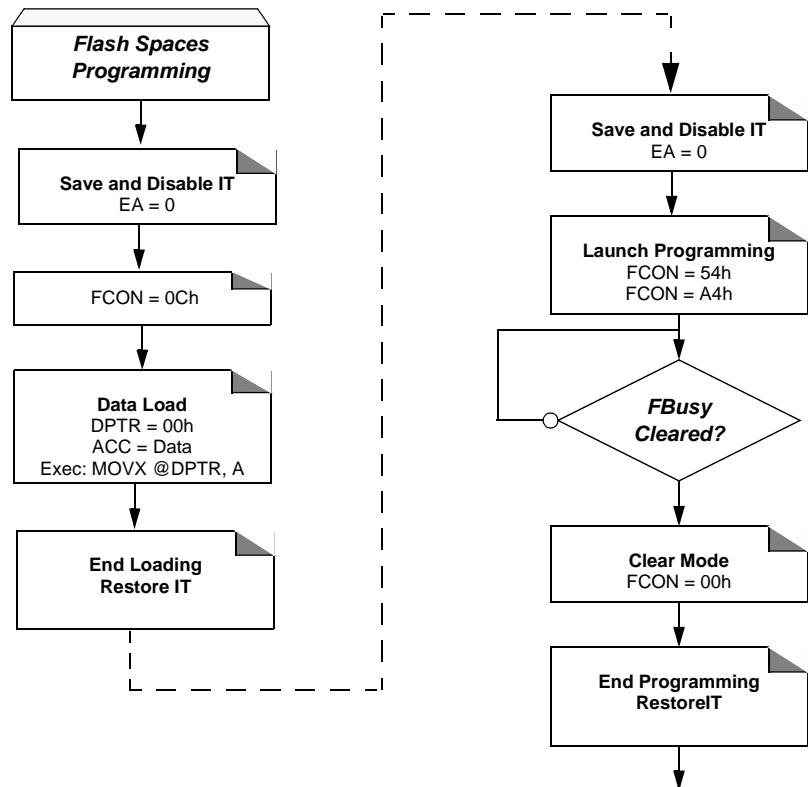 Flash Spaces
Programming
Save and Disable IT
EA = 0
FCON = 0Ch
Data Load
DPTR = 00h
ACC = Data
Exec: MOVX @DPTR, A
End Loading
Restore IT
Save and Disable IT
EA = 0
Launch Programming
FCON = 54h
FCON = A4h
FBusy
Cleared?
Clear Mode
FCON = 00h
End Programming
RestoreIT